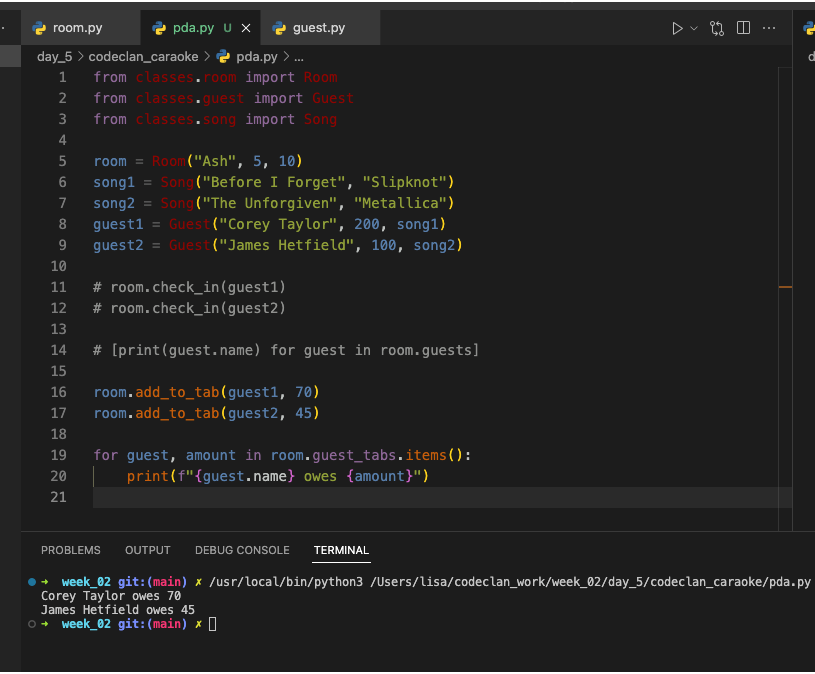 room.py pda.py U guest.py
day_5 > codeclan_caraoke > pda.py > ...
1 from classes.room import Room
2 from classes.guest import Guest
3 from classes.song import Song
4
5 room = Room("Ash", 5, 10)
6 song1 = Song("Before I Forget", "Slipknot")
7 song2 = Song("The Unforgiven", "Metallica")
8 guest1 = Guest("Corey Taylor", 200, song1)
9 guest2 = Guest("James Hetfield", 100, song2)
10
11 # room.check_in(guest1)
12 # room.check_in(guest2)
13
14 # [print(guest.name) for guest in room.guests]
15
16 room.add_to_tab(guest1, 70)
17 room.add_to_tab(guest2, 45)
18
19 for guest, amount in room.guest_tabs.items():
20     print(f"{guest.name} owes {amount}")
21
PROBLEMS OUTPUT DEBUG CONSOLE TERMINAL
➜ week_02 git:(main) ✗ /usr/local/bin/python3 /Users/lisa/codeclan_work/week_02/day_5/codeclan_caraoke/pda.py
Corey Taylor owes 70
James Hetfield owes 45
➜ week_02 git:(main) ✗